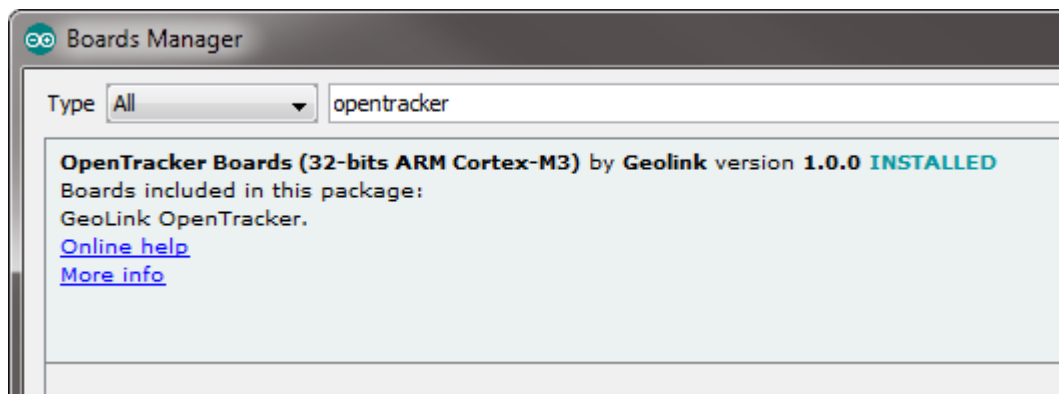 Boards Manager
Type All opentracker
OpenTracker Boards (32-bits ARM Cortex-M3) by Geolink version 1.0.0 INSTALLED
Boards included in this package:
GeoLink OpenTracker.
Online help
More info